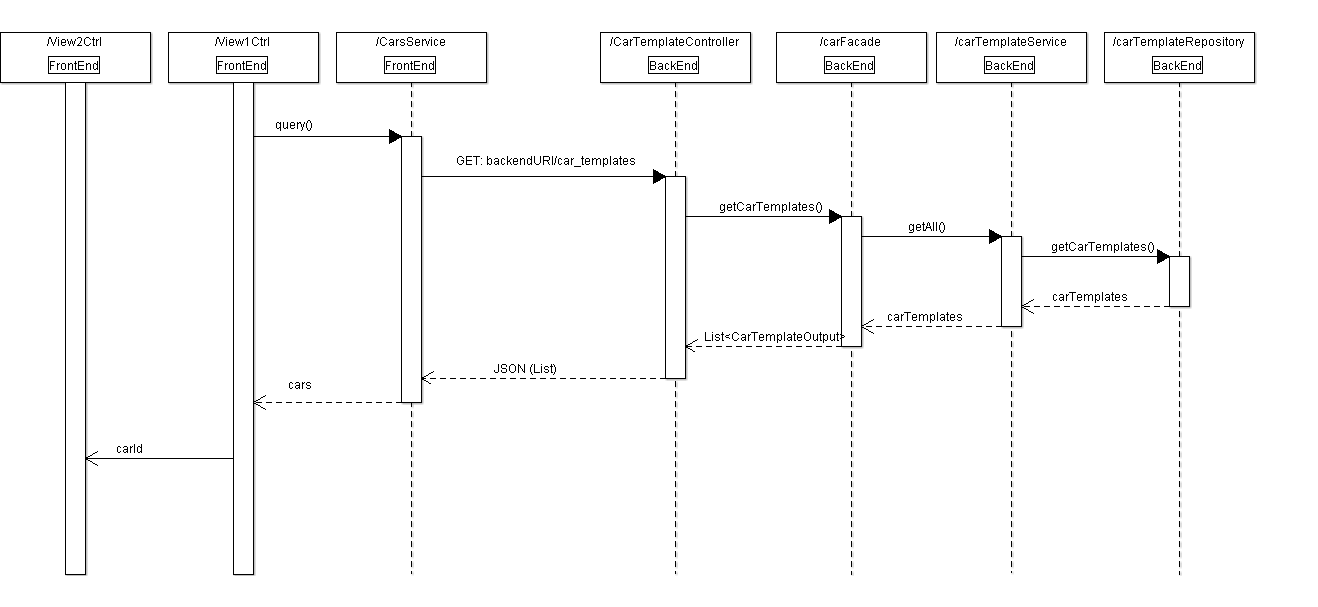 /View2Ctrl /View1Ctrl /CarsService /CarTemplateController /carFacade /carTemplateService /carTemplateRepository
FrontEnd FrontEnd FrontEnd BackEnd BackEnd BackEnd BackEnd
query()
GET: backendURI/car_templates
getCarTemplates()
getAll()
getCarTemplates()
carTemplates
carTemplates
List<CarTemplateOutput>
JSON (List)
cars
carId